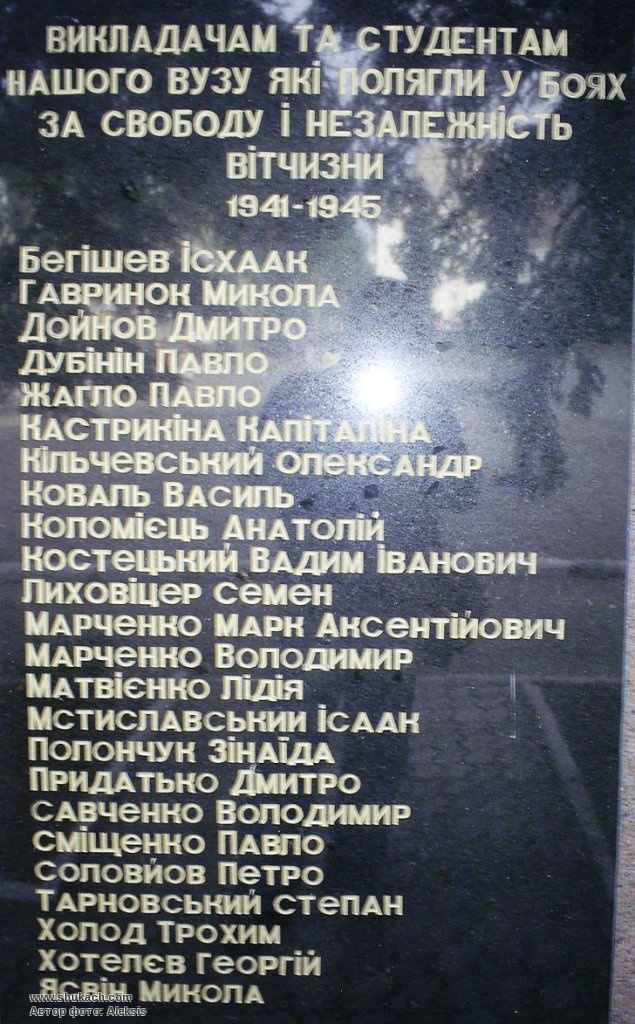 ВИКЛАДАЧАМ ТА СТУДЕНТАМ
НАШОГО ВУЗУ ЯКІ ПОЛЯГЛИ У БОЯХ
ЗА СВОБОДУ І НЕЗАЛЕЖНІСТЬ
ВІТЧИЗНИ
1941-1945
Бегішев Ісхаак
Гавринок Микола
Дойнов Дмитро
Дубінін Павло
Жагло Павло
Кастрикіна Капіталіна
Кільчевський Олександр
Коваль Василь
Коломієць Анатолій
Костецький Вадим Іванович
Лиховіцер Семен
Марченко Марк Аксентійович
Марченко Володимир
Матвієнко Лідія
Мстиславський Ісаак
Полончук Зінаїда
Придатько Дмитро
Савченко Володимир
Сміщенко Павло
Соловйов Петро
Тарновський Степан
Холод Трохим
Хотелєв Георгій
Ясвін Микола
www.shukach.com
Автор фото: Aleksis